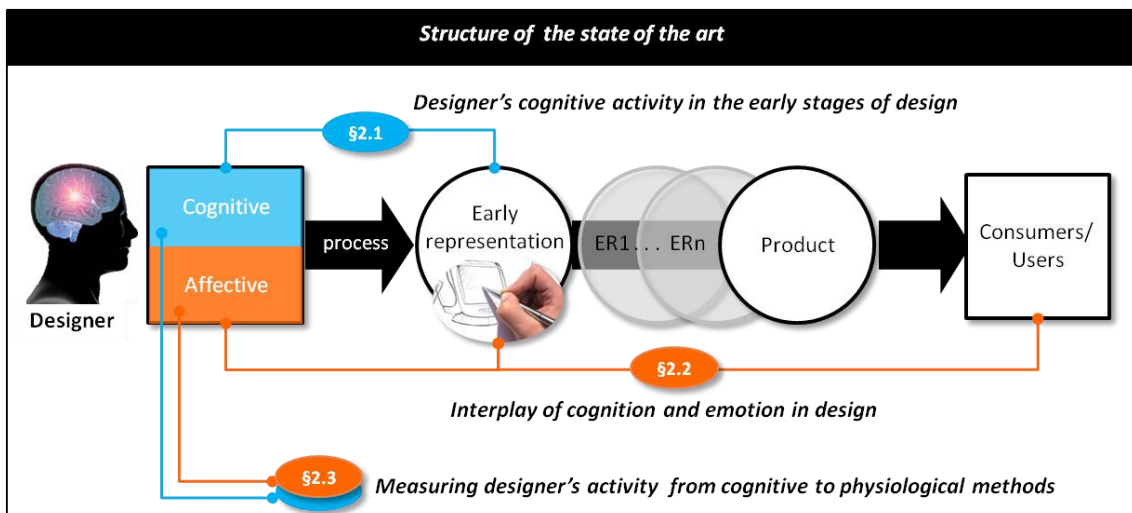 Structure of the state of the art
Designer's cognitive activity in the early stages of design
§2.1
Cognitive
Affective
Designer
process
Early
representation
ER1 . . . ERn
Product
Consumers/
Users
§2.2
Interplay of cognition and emotion in design
§2.3
Measuring designer's activity from cognitive to physiological methods